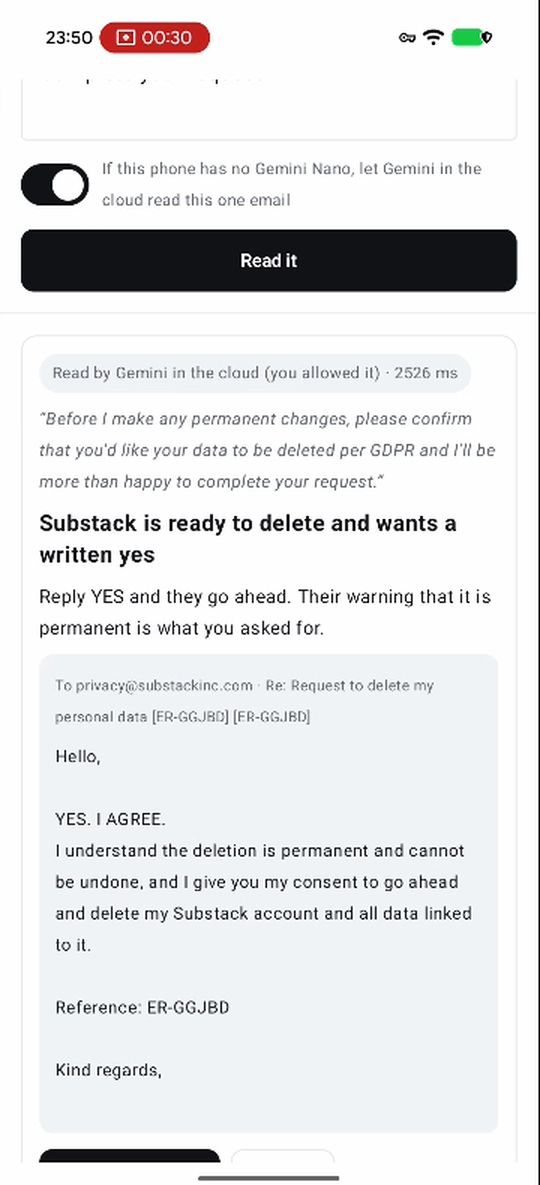 23:50 00:30
If this phone has no Gemini Nano, let Gemini in the
cloud read this one email
Read it
Read by Gemini in the cloud (you allowed it) · 2526 ms
“Before I make any permanent changes, please confirm
that you'd like your data to be deleted per GDPR and I'll be
more than happy to complete your request.”
Substack is ready to delete and wants a
written yes
Reply YES and they go ahead. Their warning that it is
permanent is what you asked for.
To privacy@substackinc.com · Re: Request to delete my
personal data [ER-GGJBD] [ER-GGJBD]
Hello,
YES. I AGREE.
I understand the deletion is permanent and cannot
be undone, and I give you my consent to go ahead
and delete my Substack account and all data linked
to it.
Reference: ER-GGJBD
Kind regards,